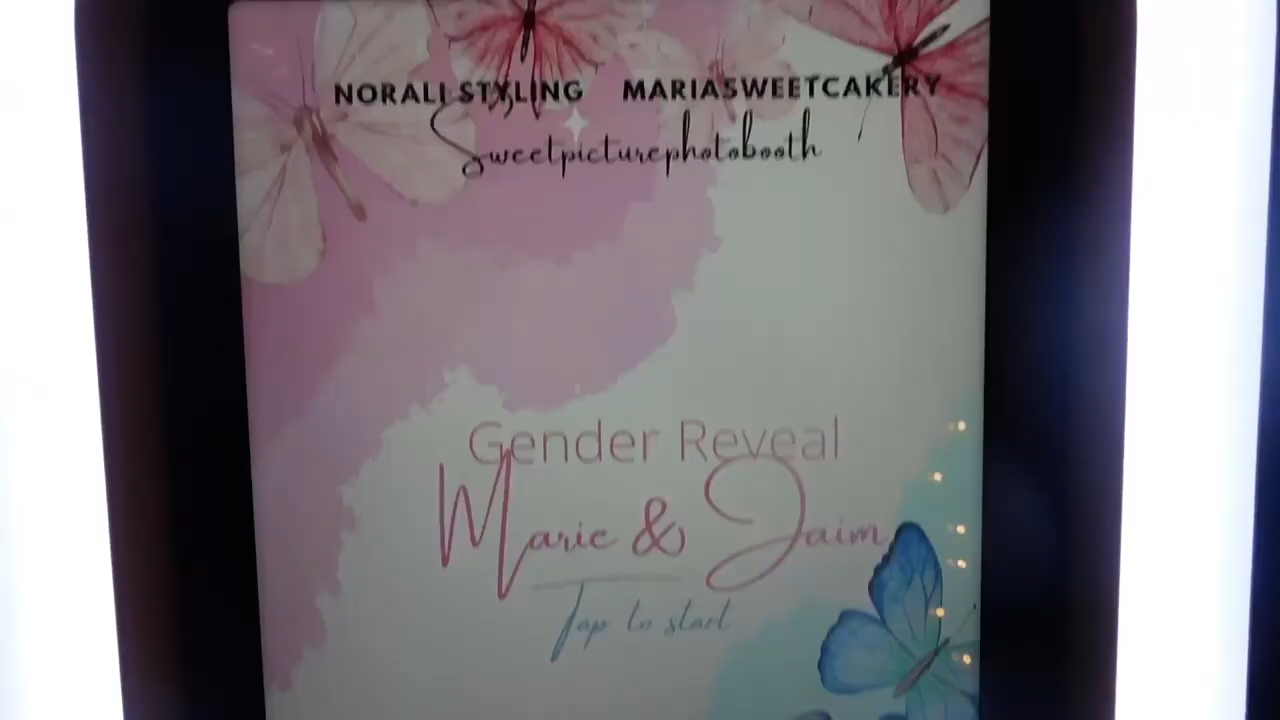 NORALI STYLING MARIASWEETCAKERY
Sweetpicturephotobooth
Gender Reveal
Marie & Jaim
Tap to start